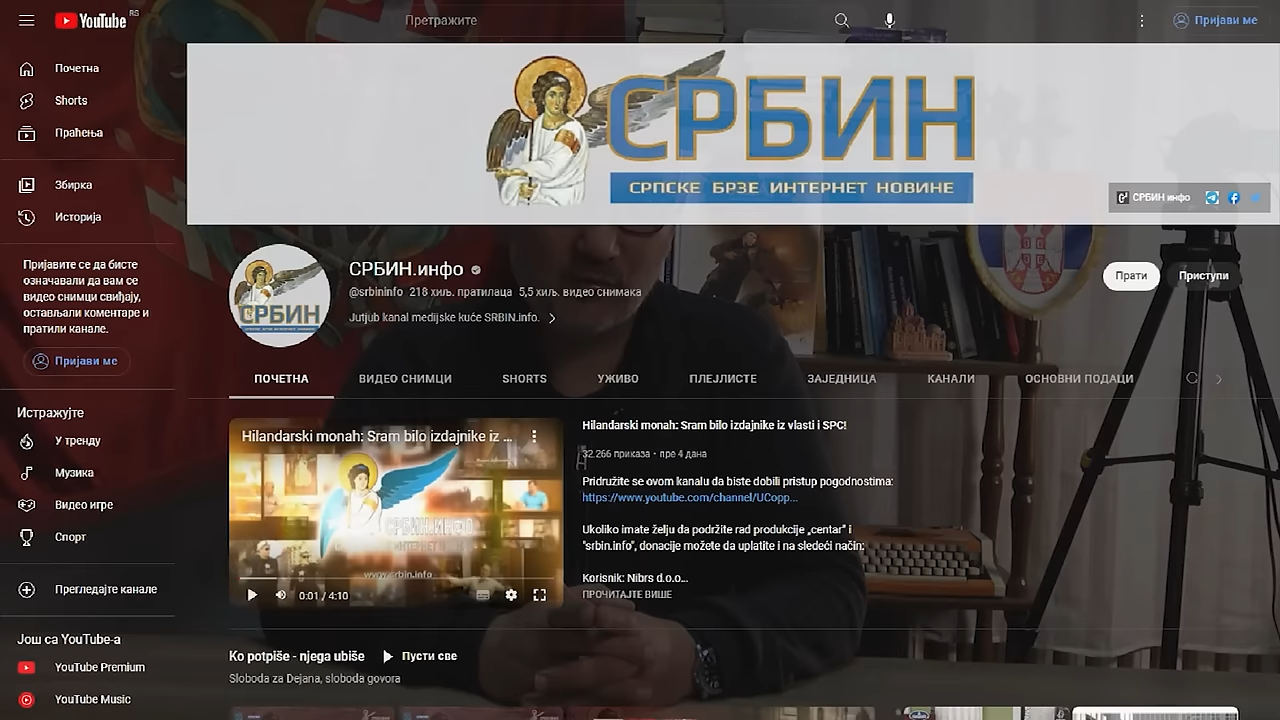 YouTube RS
Претражите
Пријави ме
Почетна
Shorts
Праћења
Збирка
Историја
Пријавите се да бисте
означавали да вам се
видео снимци свиђају,
остављали коментаре и
пратили канале.
Пријави ме
Истражујте
У тренду
Музика
Видео игре
Спорт
Прегледајте канале
Још са YouTube-а
YouTube Premium
YouTube Music
СРБИН
СРПСКЕ БРЗЕ ИНТЕРНЕТ НОВИНЕ
СРБИН инфо
СРБИН
СРБИН.инфо
@srbininfo 218 хиљ. пратилаца 5,5 хиљ. видео снимака
Jutjub kanal medijske kuće SRBIN.info.
Прати
Приступи
ПОЧЕТНА ВИДЕО СНИМЦИ SHORTS УЖИВО ПЛЕЈЛИСТЕ ЗАЈЕДНИЦА КАНАЛИ ОСНОВНИ ПОДАЦИ
Hilandarski monah: Sram bilo izdajnike iz ...
СРБИН.ИНФО
www.srbin.info
0:01 / 4:10
Hilandarski monah: Sram bilo izdajnike iz vlasti i SPC!
32.266 приказа • пре 4 дана
Pridružite se ovom kanalu da biste dobili pristup pogodnostima:
https://www.youtube.com/channel/UCopp...
Ukoliko imate želju da podržite rad produkcije „centar" i
"srbin.info", donacije možete da uplatite i na sledeći način:
Korisnik: Nibrs d.o.o...
ПРОЧИТАЈТЕ ВИШЕ
Ko potpiše - njega ubiše
Пусти све
Sloboda za Dejana, sloboda govora